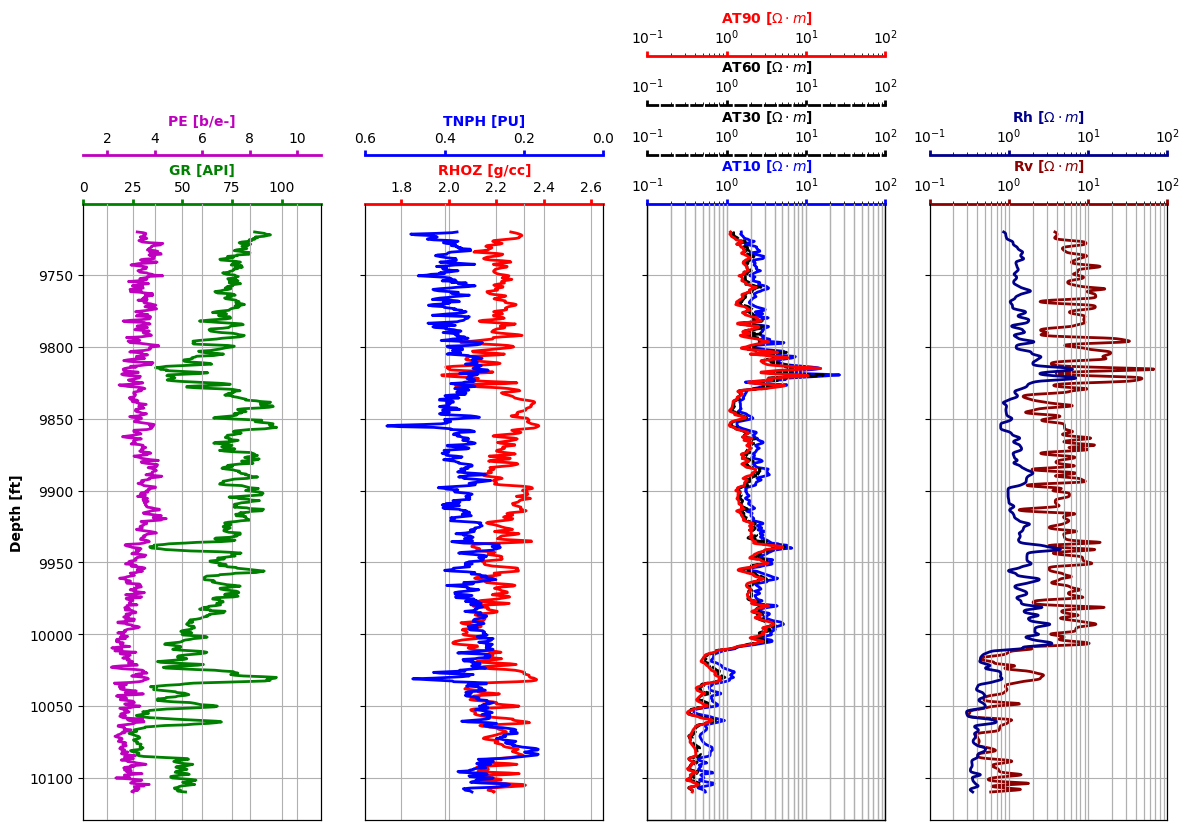 AT90 [Ω · m]
10⁻¹ 10⁰ 10¹ 10²
AT60 [Ω · m]
10⁻¹ 10⁰ 10¹ 10²
PE [b/e-] TNPH [PU] AT30 [Ω · m] Rh [Ω · m]
2 4 6 8 10 0.6 0.4 0.2 0.0 10⁻¹ 10⁰ 10¹ 10² 10⁻¹ 10⁰ 10¹ 10²
GR [API] RHOZ [g/cc] AT10 [Ω · m] Rv [Ω · m]
0 25 50 75 100 1.8 2.0 2.2 2.4 2.6 10⁻¹ 10⁰ 10¹ 10² 10⁻¹ 10⁰ 10¹ 10²
Depth [ft]
9750
9800
9850
9900
9950
10000
10050
10100